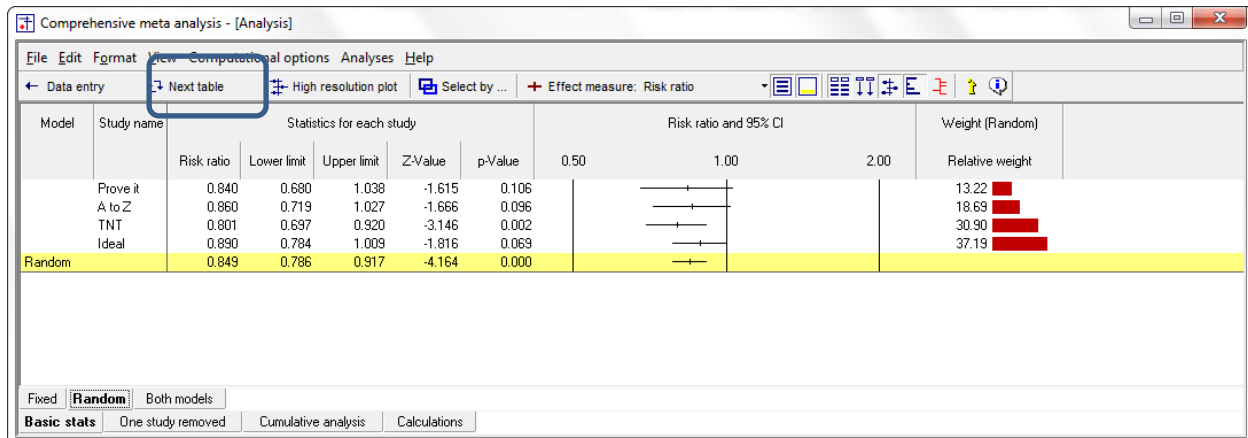 Comprehensive meta analysis - [Analysis]
File Edit Format View Computational options Analyses Help
← Data entry Next table High resolution plot Select by ... Effect measure: Risk ratio
Model Study name Statistics for each study Risk ratio and 95% CI Weight (Random)
Risk ratio Lower limit Upper limit Z-Value p-Value 0.50 1.00 2.00 Relative weight
Prove it 0.840 0.680 1.038 -1.615 0.106 13.22
A to Z 0.860 0.719 1.027 -1.666 0.096 18.69
TNT 0.801 0.697 0.920 -3.146 0.002 30.90
Ideal 0.890 0.784 1.009 -1.816 0.069 37.19
Random 0.849 0.786 0.917 -4.164 0.000
Fixed Random Both models
Basic stats One study removed Cumulative analysis Calculations